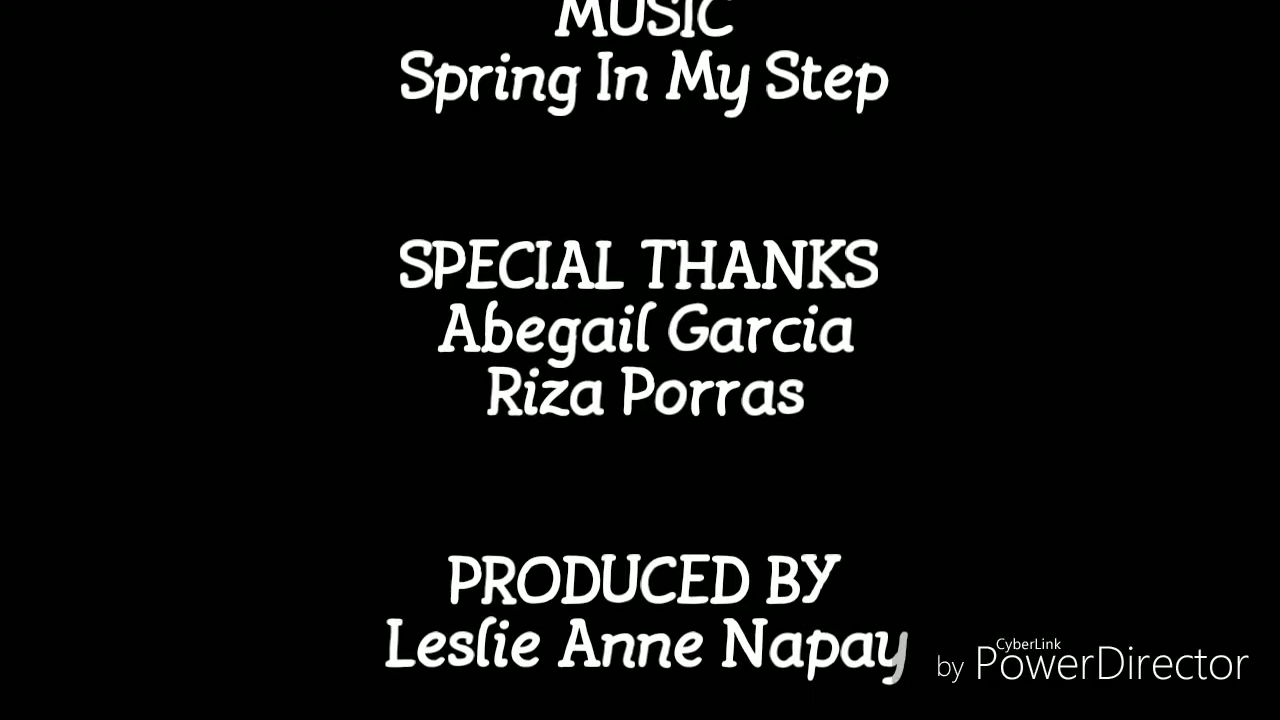 MUSIC
Spring In My Step
SPECIAL THANKS
Abegail Garcia
Riza Porras
PRODUCED BY
Leslie Anne Napay
by CyberLink PowerDirector